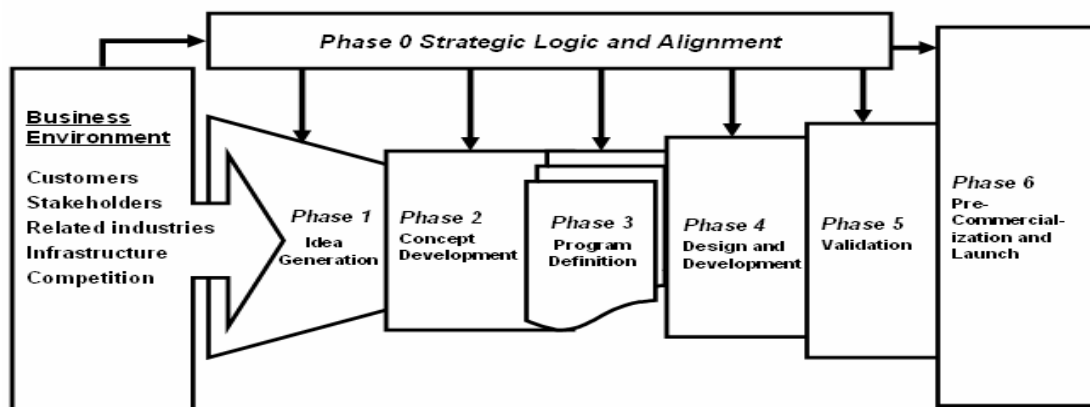 Phase 0 Strategic Logic and Alignment
Business
Environment
Customers
Stakeholders
Related industries
Infrastructure
Competition
Phase 1
Idea
Generation
Phase 2
Concept
Development
Phase 3
Program
Definition
Phase 4
Design and
Development
Phase 5
Validation
Phase 6
Pre-
Commercial-
ization and
Launch